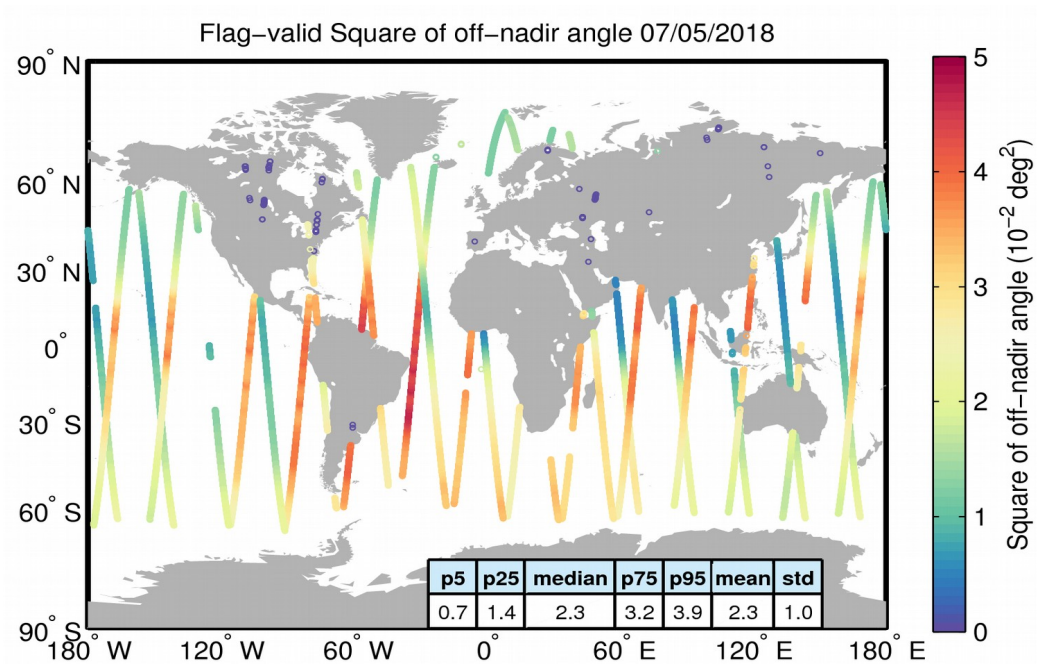 Flag–valid Square of off–nadir angle 07/05/2018
90° N
60° N
30° N
0°
30° S
60° S
90° S
180° W
120° W
60° W
0°
60° E
120° E
180° E
p5 p25 median p75 p95 mean std
0.7 1.4 2.3 3.2 3.9 2.3 1.0
5
4
3
2
1
0
Square of off–nadir angle (10⁻² deg²)